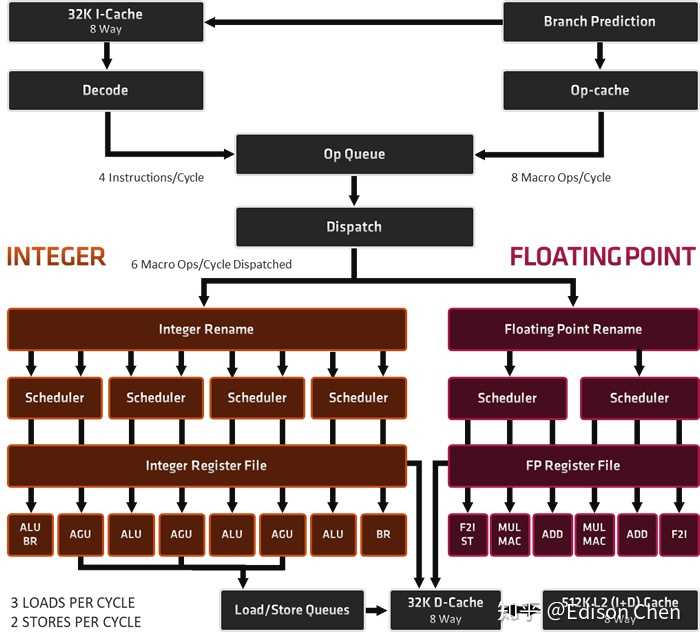 32K I-Cache
8 Way
Branch Prediction
Decode
Op-cache
Op Queue
4 Instructions/Cycle
8 Macro Ops/Cycle
Dispatch
INTEGER
6 Macro Ops/Cycle Dispatched
FLOATING POINT
Integer Rename
Floating Point Rename
Scheduler
Scheduler
Scheduler
Scheduler
Scheduler
Scheduler
Integer Register File
FP Register File
ALU
BR
AGU
ALU
AGU
ALU
AGU
ALU
BR
F2I
ST
MUL
MAC
ADD
MUL
MAC
ADD
F2I
3 LOADS PER CYCLE
2 STORES PER CYCLE
Load/Store Queues
32K D-Cache
8 Way
512K L2 (I+D) Cache
8 Way
知乎 @Edison Chen